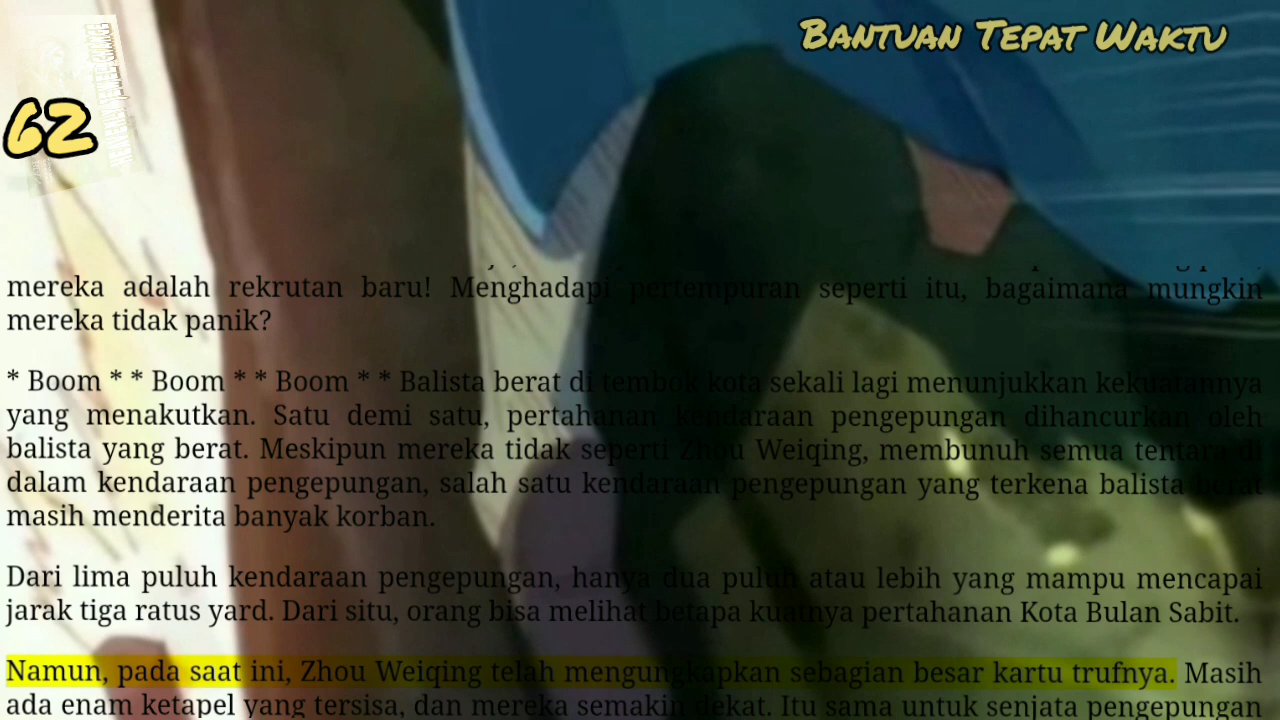 Bantuan Tepat Waktu
62
mereka adalah rekrutan baru! Menghadapi pertempuran seperti itu, bagaimana mungkin
mereka tidak panik?
* Boom * * Boom * * Boom * * Balista berat di tembok kota sekali lagi menunjukkan kekuatannya
yang menakutkan. Satu demi satu, pertahanan kendaraan pengepungan dihancurkan oleh
balista yang berat. Meskipun mereka tidak seperti Zhou Weiqing, membunuh semua tentara di
dalam kendaraan pengepungan, salah satu kendaraan pengepungan yang terkena balista berat
masih menderita banyak korban.
Dari lima puluh kendaraan pengepungan, hanya dua puluh atau lebih yang mampu mencapai
jarak tiga ratus yard. Dari situ, orang bisa melihat betapa kuatnya pertahanan Kota Bulan Sabit.
Namun, pada saat ini, Zhou Weiqing telah mengungkapkan sebagian besar kartu trufnya. Masih
ada enam ketapel yang tersisa, dan mereka semakin dekat. Itu sama untuk senjata pengepungan